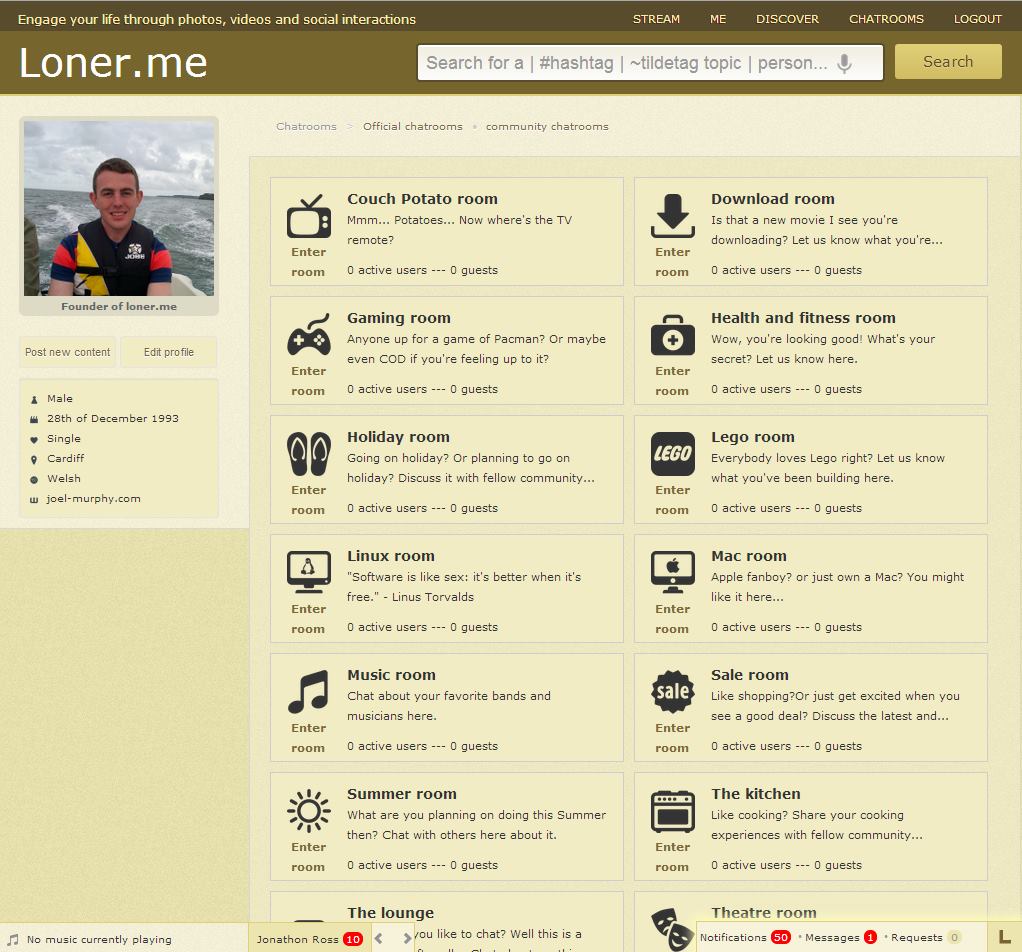 Engage your life through photos, videos and social interactions
STREAM ME DISCOVER CHATROOMS LOGOUT
Loner.me
Search for a | #hashtag | ~tildetag topic | person...
Search
JOBE
Founder of loner.me
Post new content
Edit profile
Male
28th of December 1993
Single
Cardiff
Welsh
joel-murphy.com
Chatrooms > Official chatrooms • community chatrooms
Couch Potato room
Mmm... Potatoes... Now where's the TV
remote?
0 active users --- 0 guests
Enter
room
Download room
Is that a new movie I see you're
downloading? Let us know what you're...
0 active users --- 0 guests
Enter
room
Gaming room
Anyone up for a game of Pacman? Or maybe
even COD if you're feeling up to it?
0 active users --- 0 guests
Enter
room
Health and fitness room
Wow, you're looking good! What's your
secret? Let us know here.
0 active users --- 0 guests
Enter
room
Holiday room
Going on holiday? Or planning to go on
holiday? Discuss it with fellow community...
0 active users --- 0 guests
Enter
room
LEGO
Lego room
Everybody loves Lego right? Let us know
what you've been building here.
0 active users --- 0 guests
Enter
room
Linux room
"Software is like sex: it's better when it's
free." - Linus Torvalds
0 active users --- 0 guests
Enter
room
Mac room
Apple fanboy? or just own a Mac? You might
like it here...
0 active users --- 0 guests
Enter
room
Music room
Chat about your favorite bands and
musicians here.
0 active users --- 0 guests
Enter
room
sale
Sale room
Like shopping?Or just get excited when you
see a good deal? Discuss the latest and...
0 active users --- 0 guests
Enter
room
Summer room
What are you planning on doing this Summer
then? Chat with others here about it.
0 active users --- 0 guests
Enter
room
The kitchen
Like cooking? Share your cooking
experiences with fellow community...
0 active users --- 0 guests
Enter
room
The lounge
you like to chat? Well this is a
Theatre room
No music currently playing
Jonathon Ross 10
Notifications 50 • Messages 1 • Requests 0
L